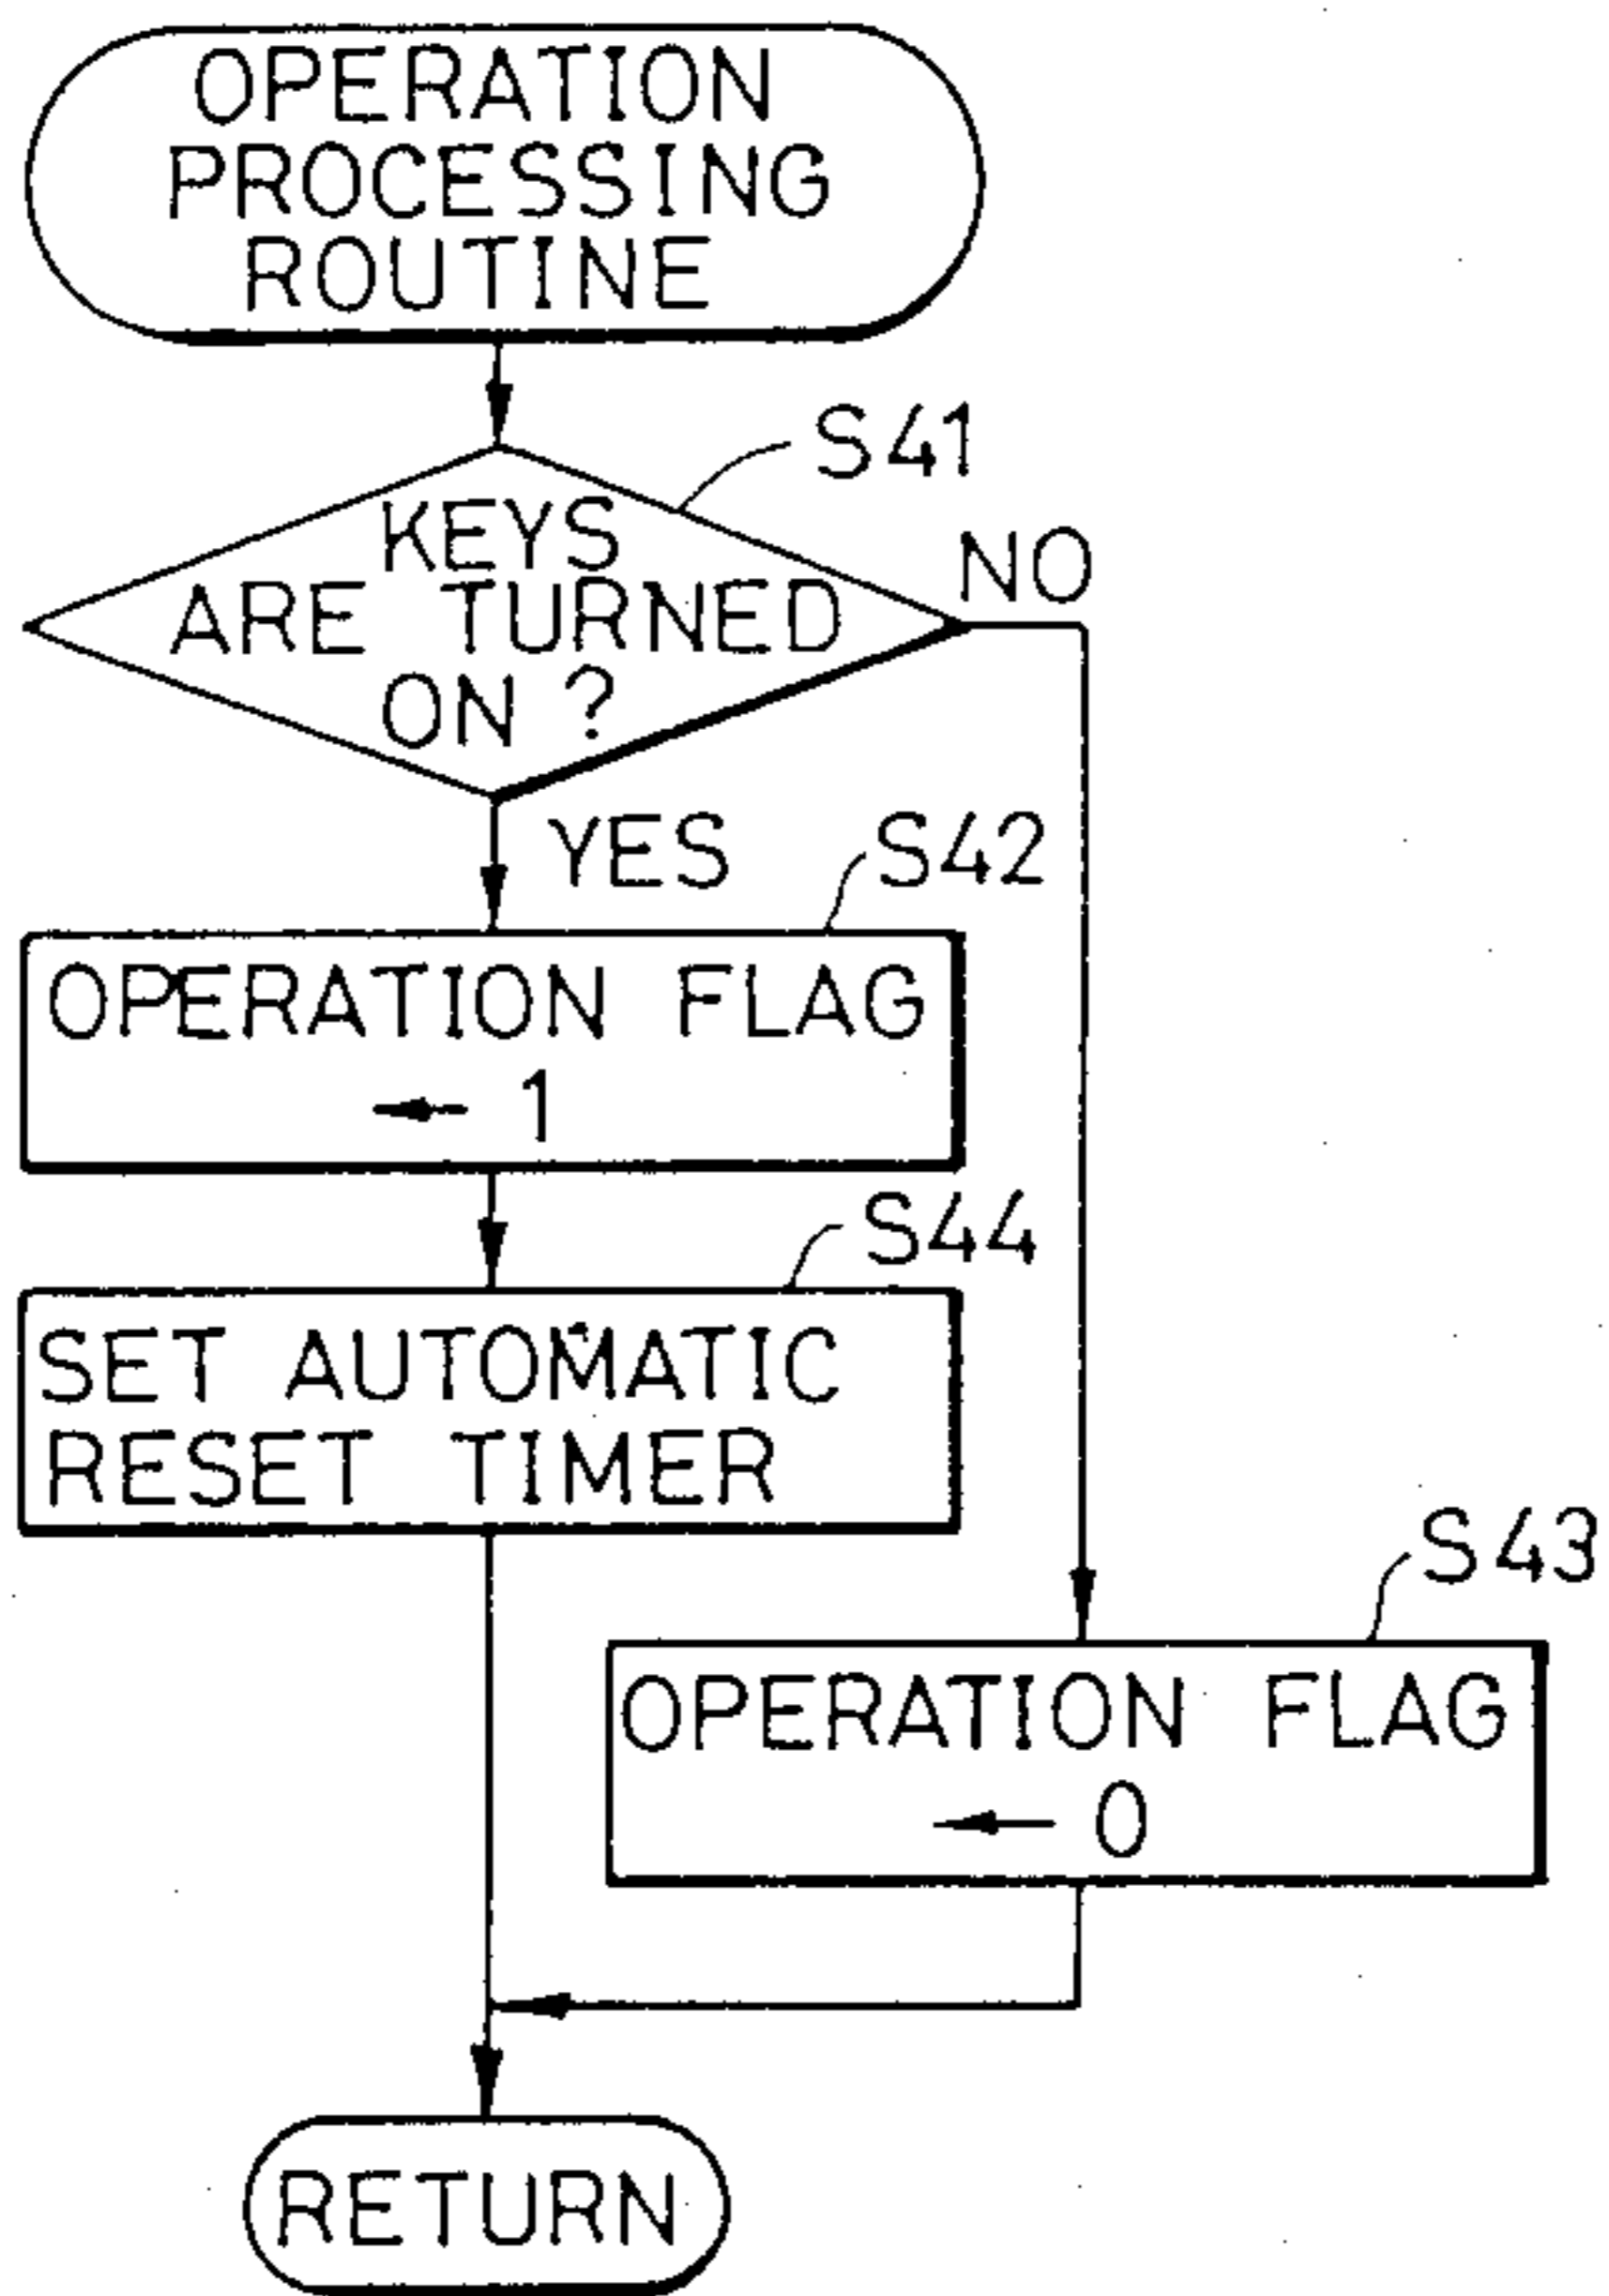 OPERATION
PROCESSING
ROUTINE
S41
KEYS
ARE TURNED
ON ?
NO
YES
S42
OPERATION FLAG
← 1
S44
SET AUTOMATIC
RESET TIMER
S43
OPERATION FLAG
← 0
RETURN